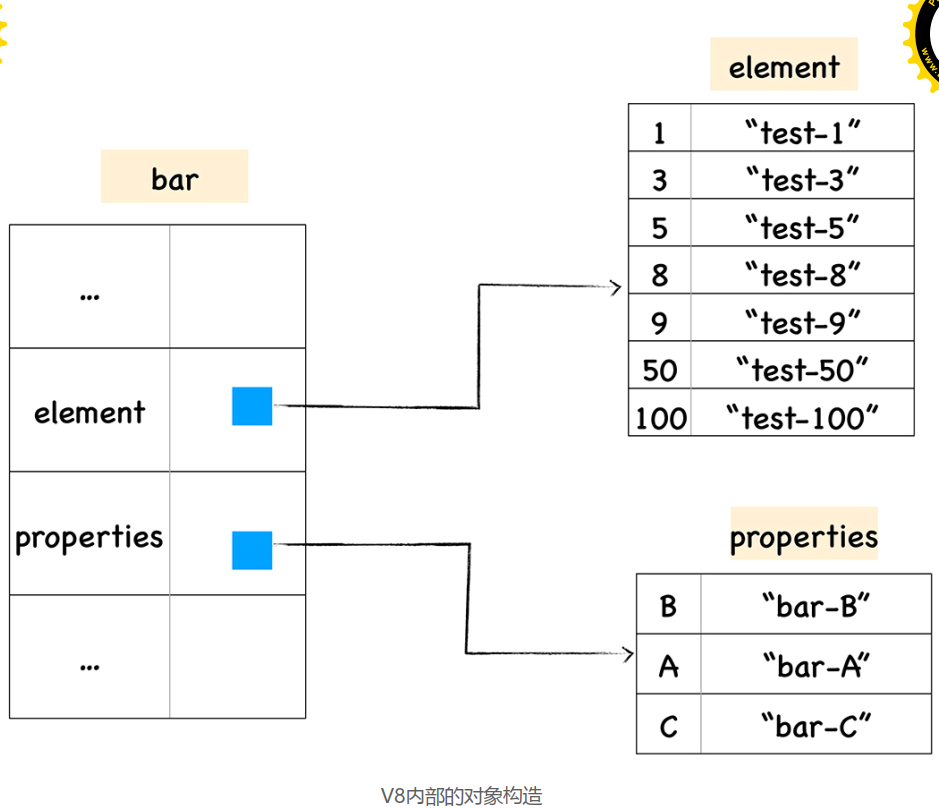 element
1 “test-1”
3 “test-3”
5 “test-5”
8 “test-8”
9 “test-9”
50 “test-50”
100 “test-100”
bar
...
element
properties
...
properties
B “bar-B”
A “bar-A”
C “bar-C”
V8内部的对象构造